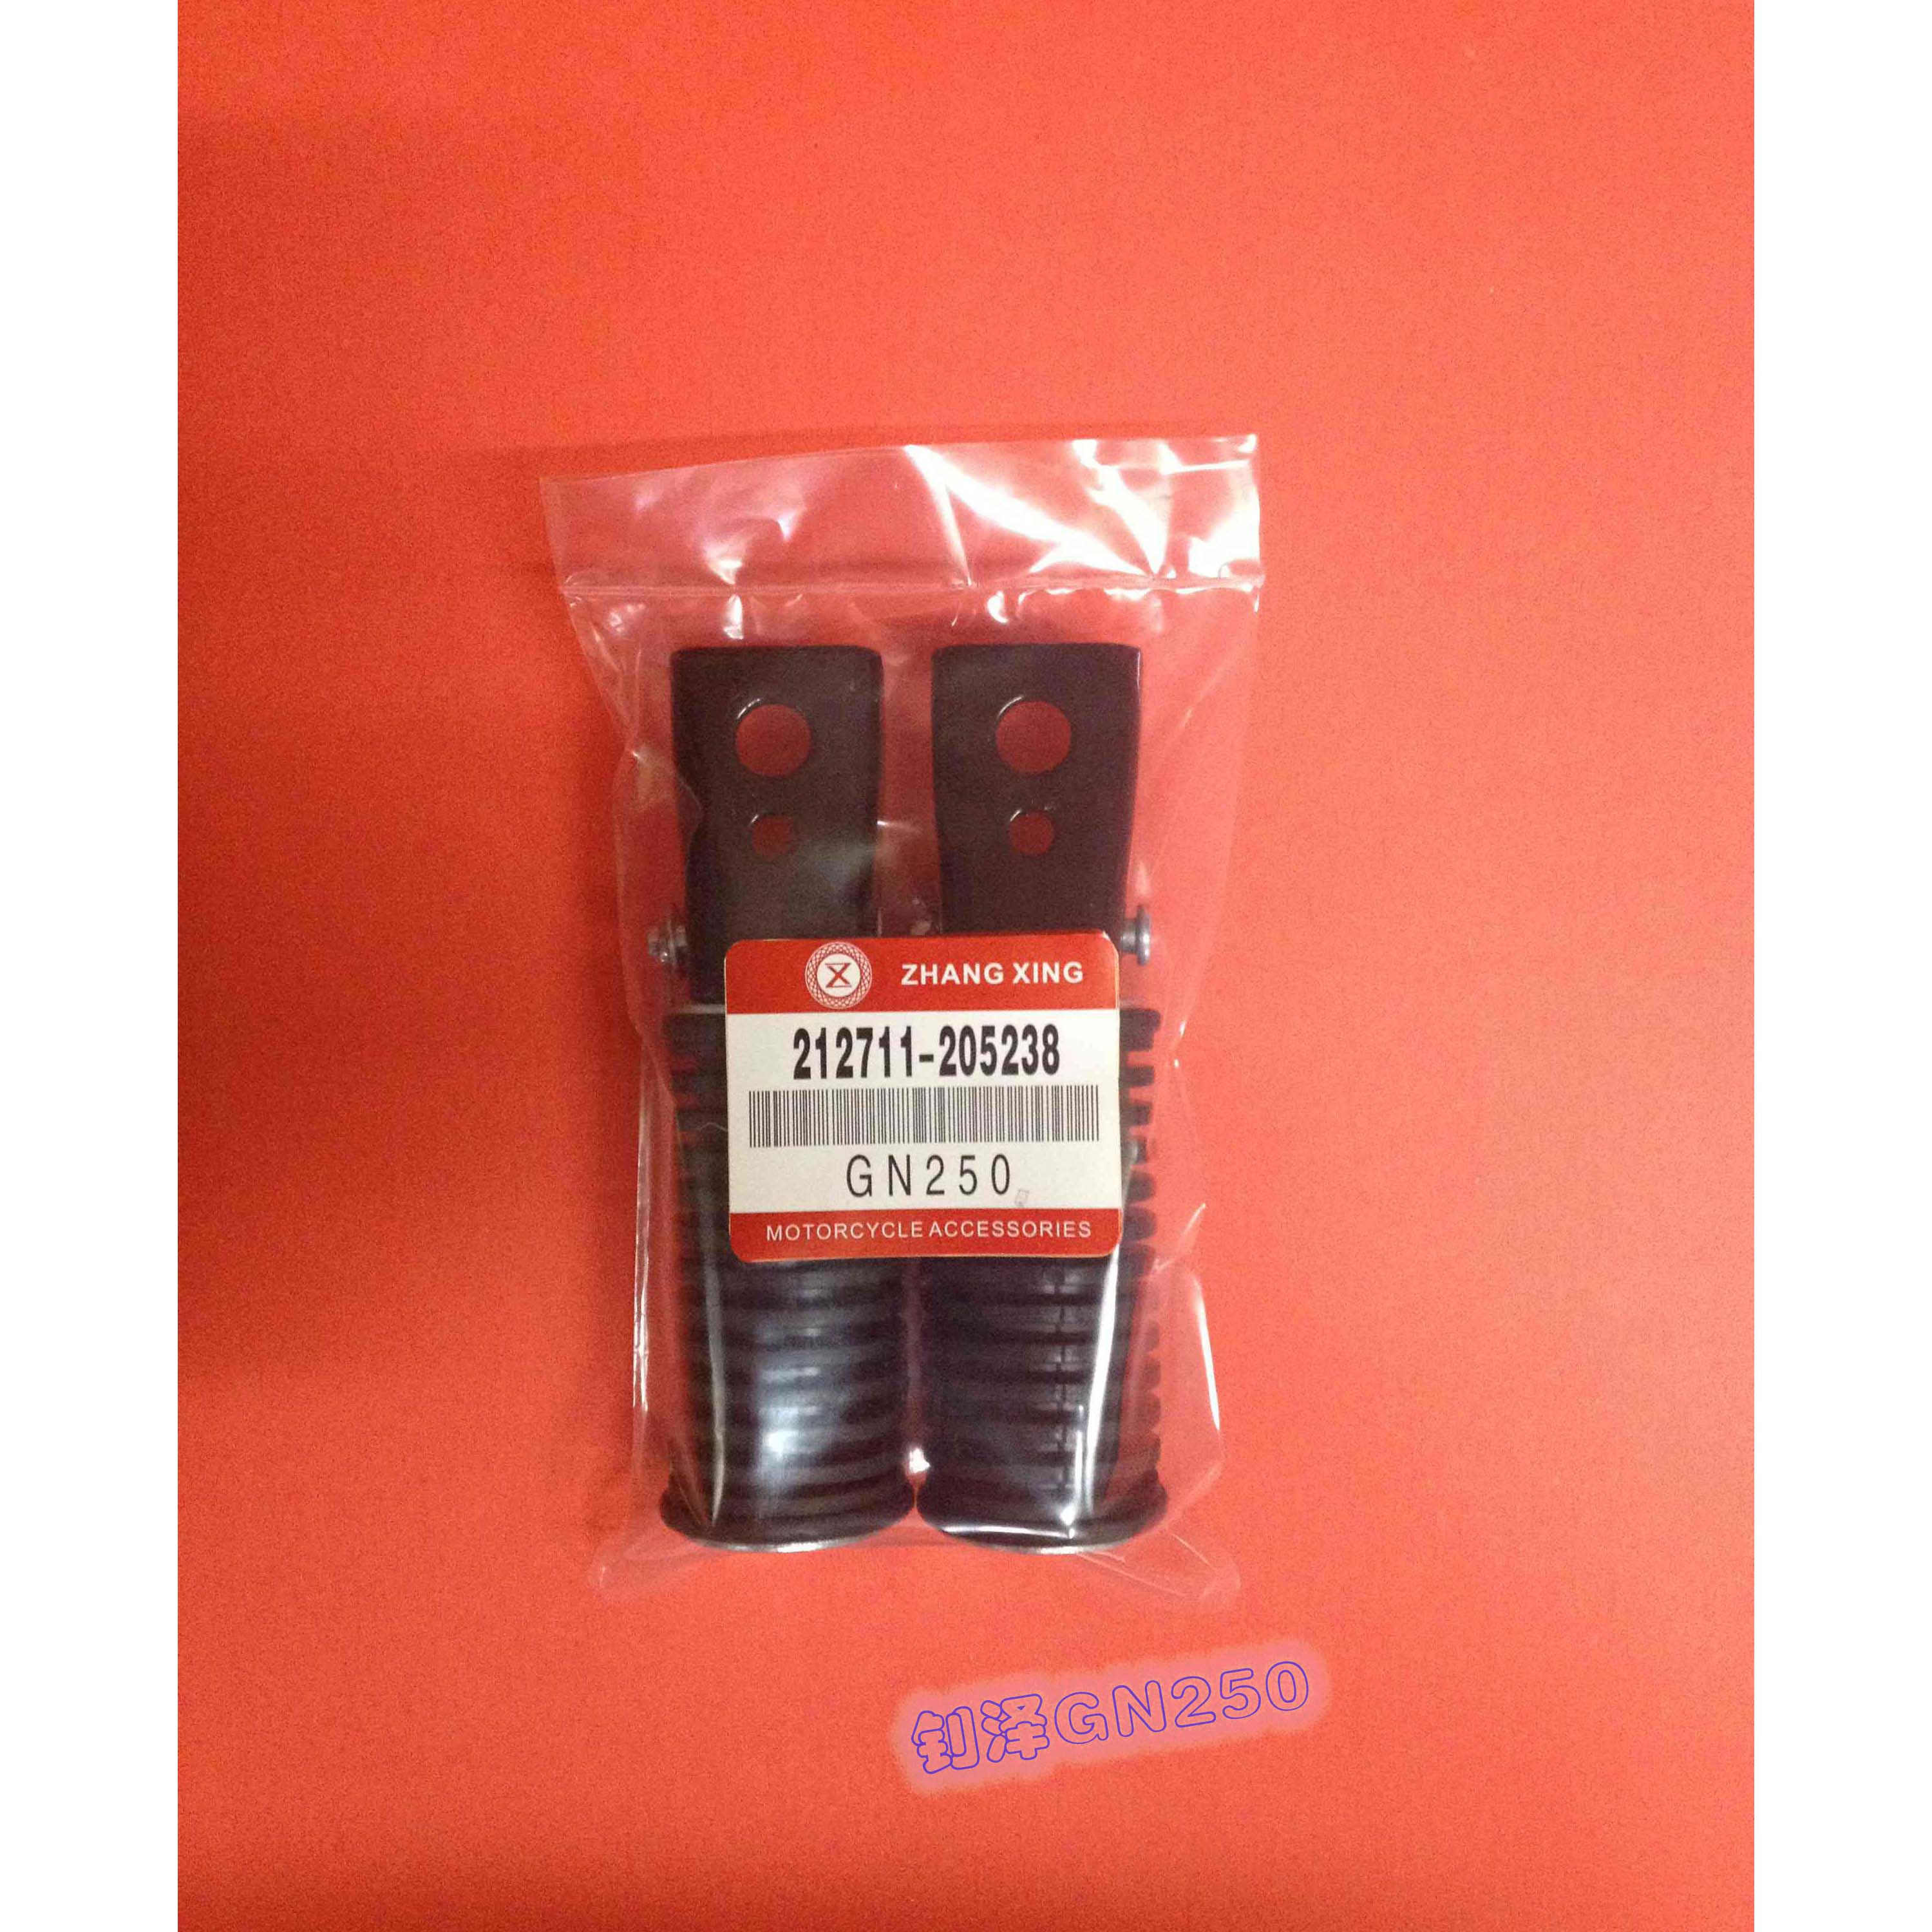 ZHANG XING
212711-205238
GN250
MOTORCYCLE ACCESSORIES
钊泽GN250